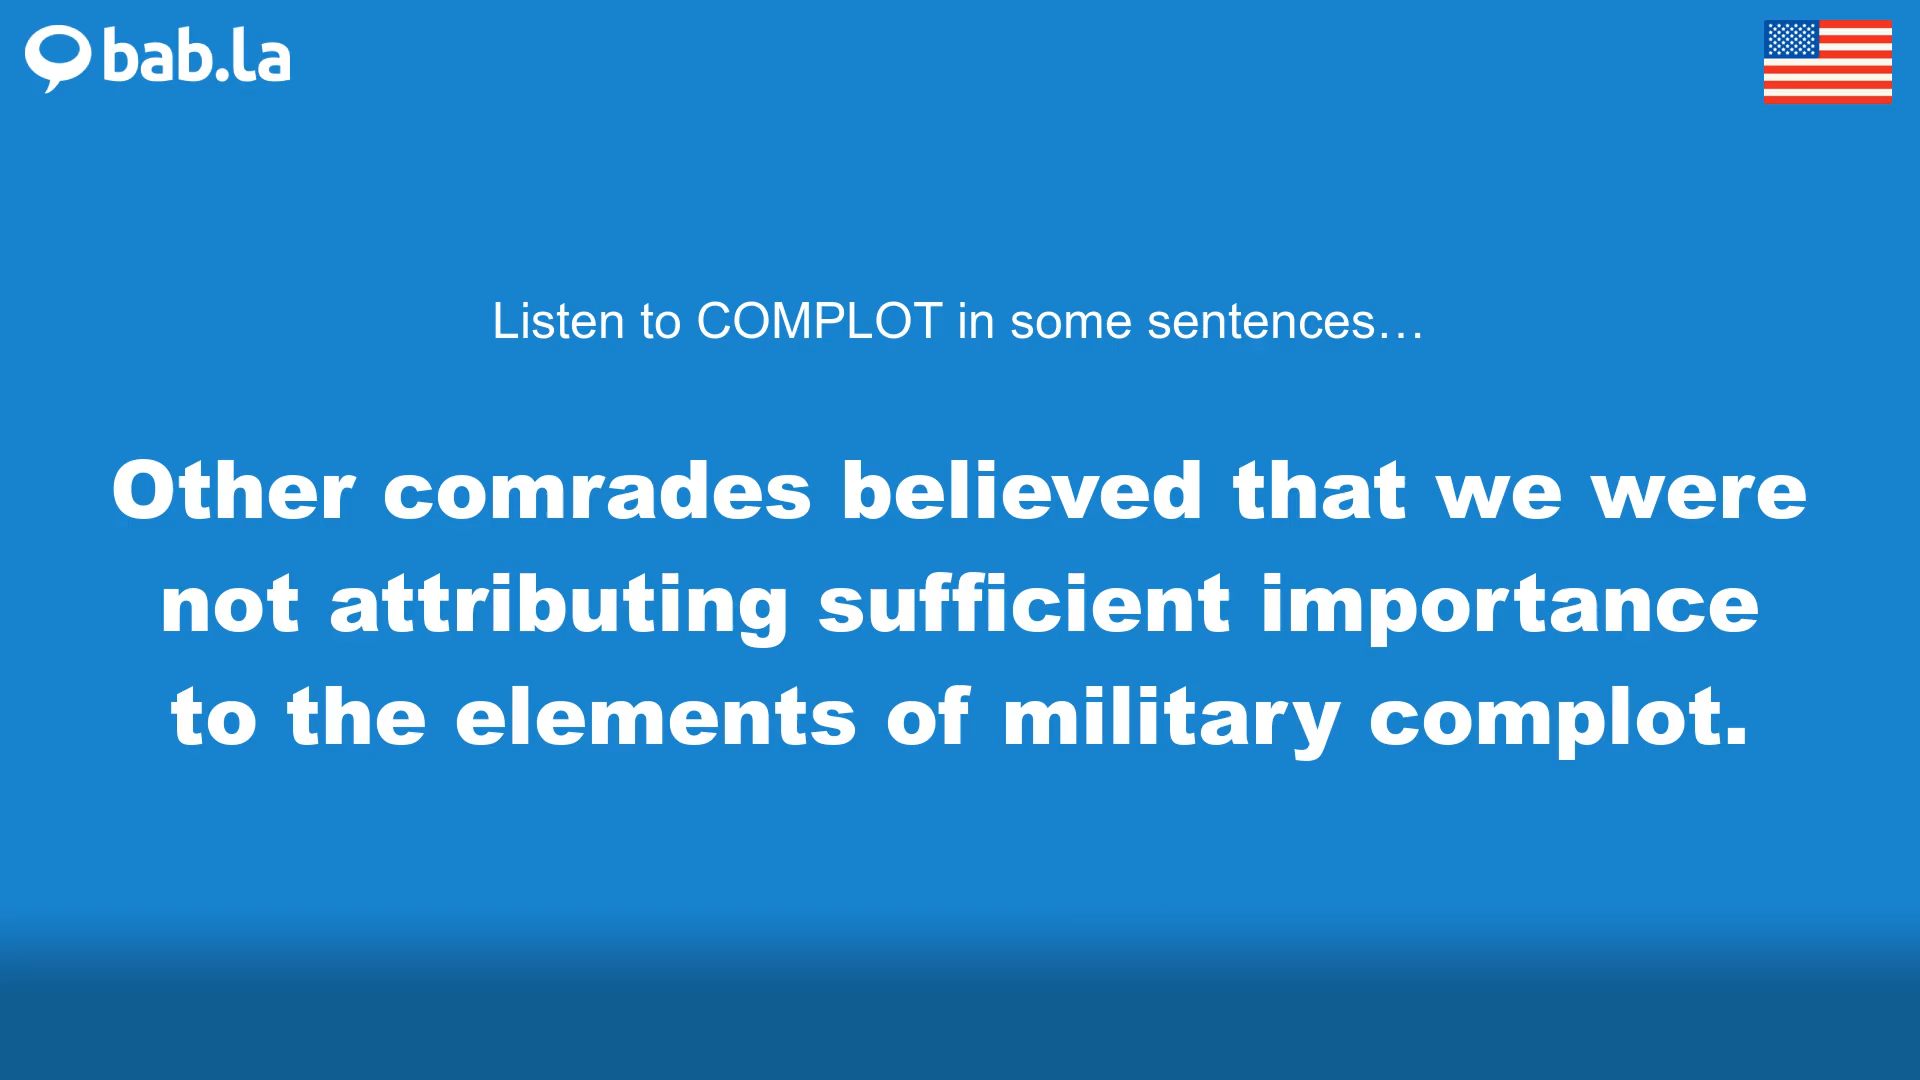 bab.la
Listen to COMPLOT in some sentences…
Other comrades believed that we were
not attributing sufficient importance
to the elements of military complot.